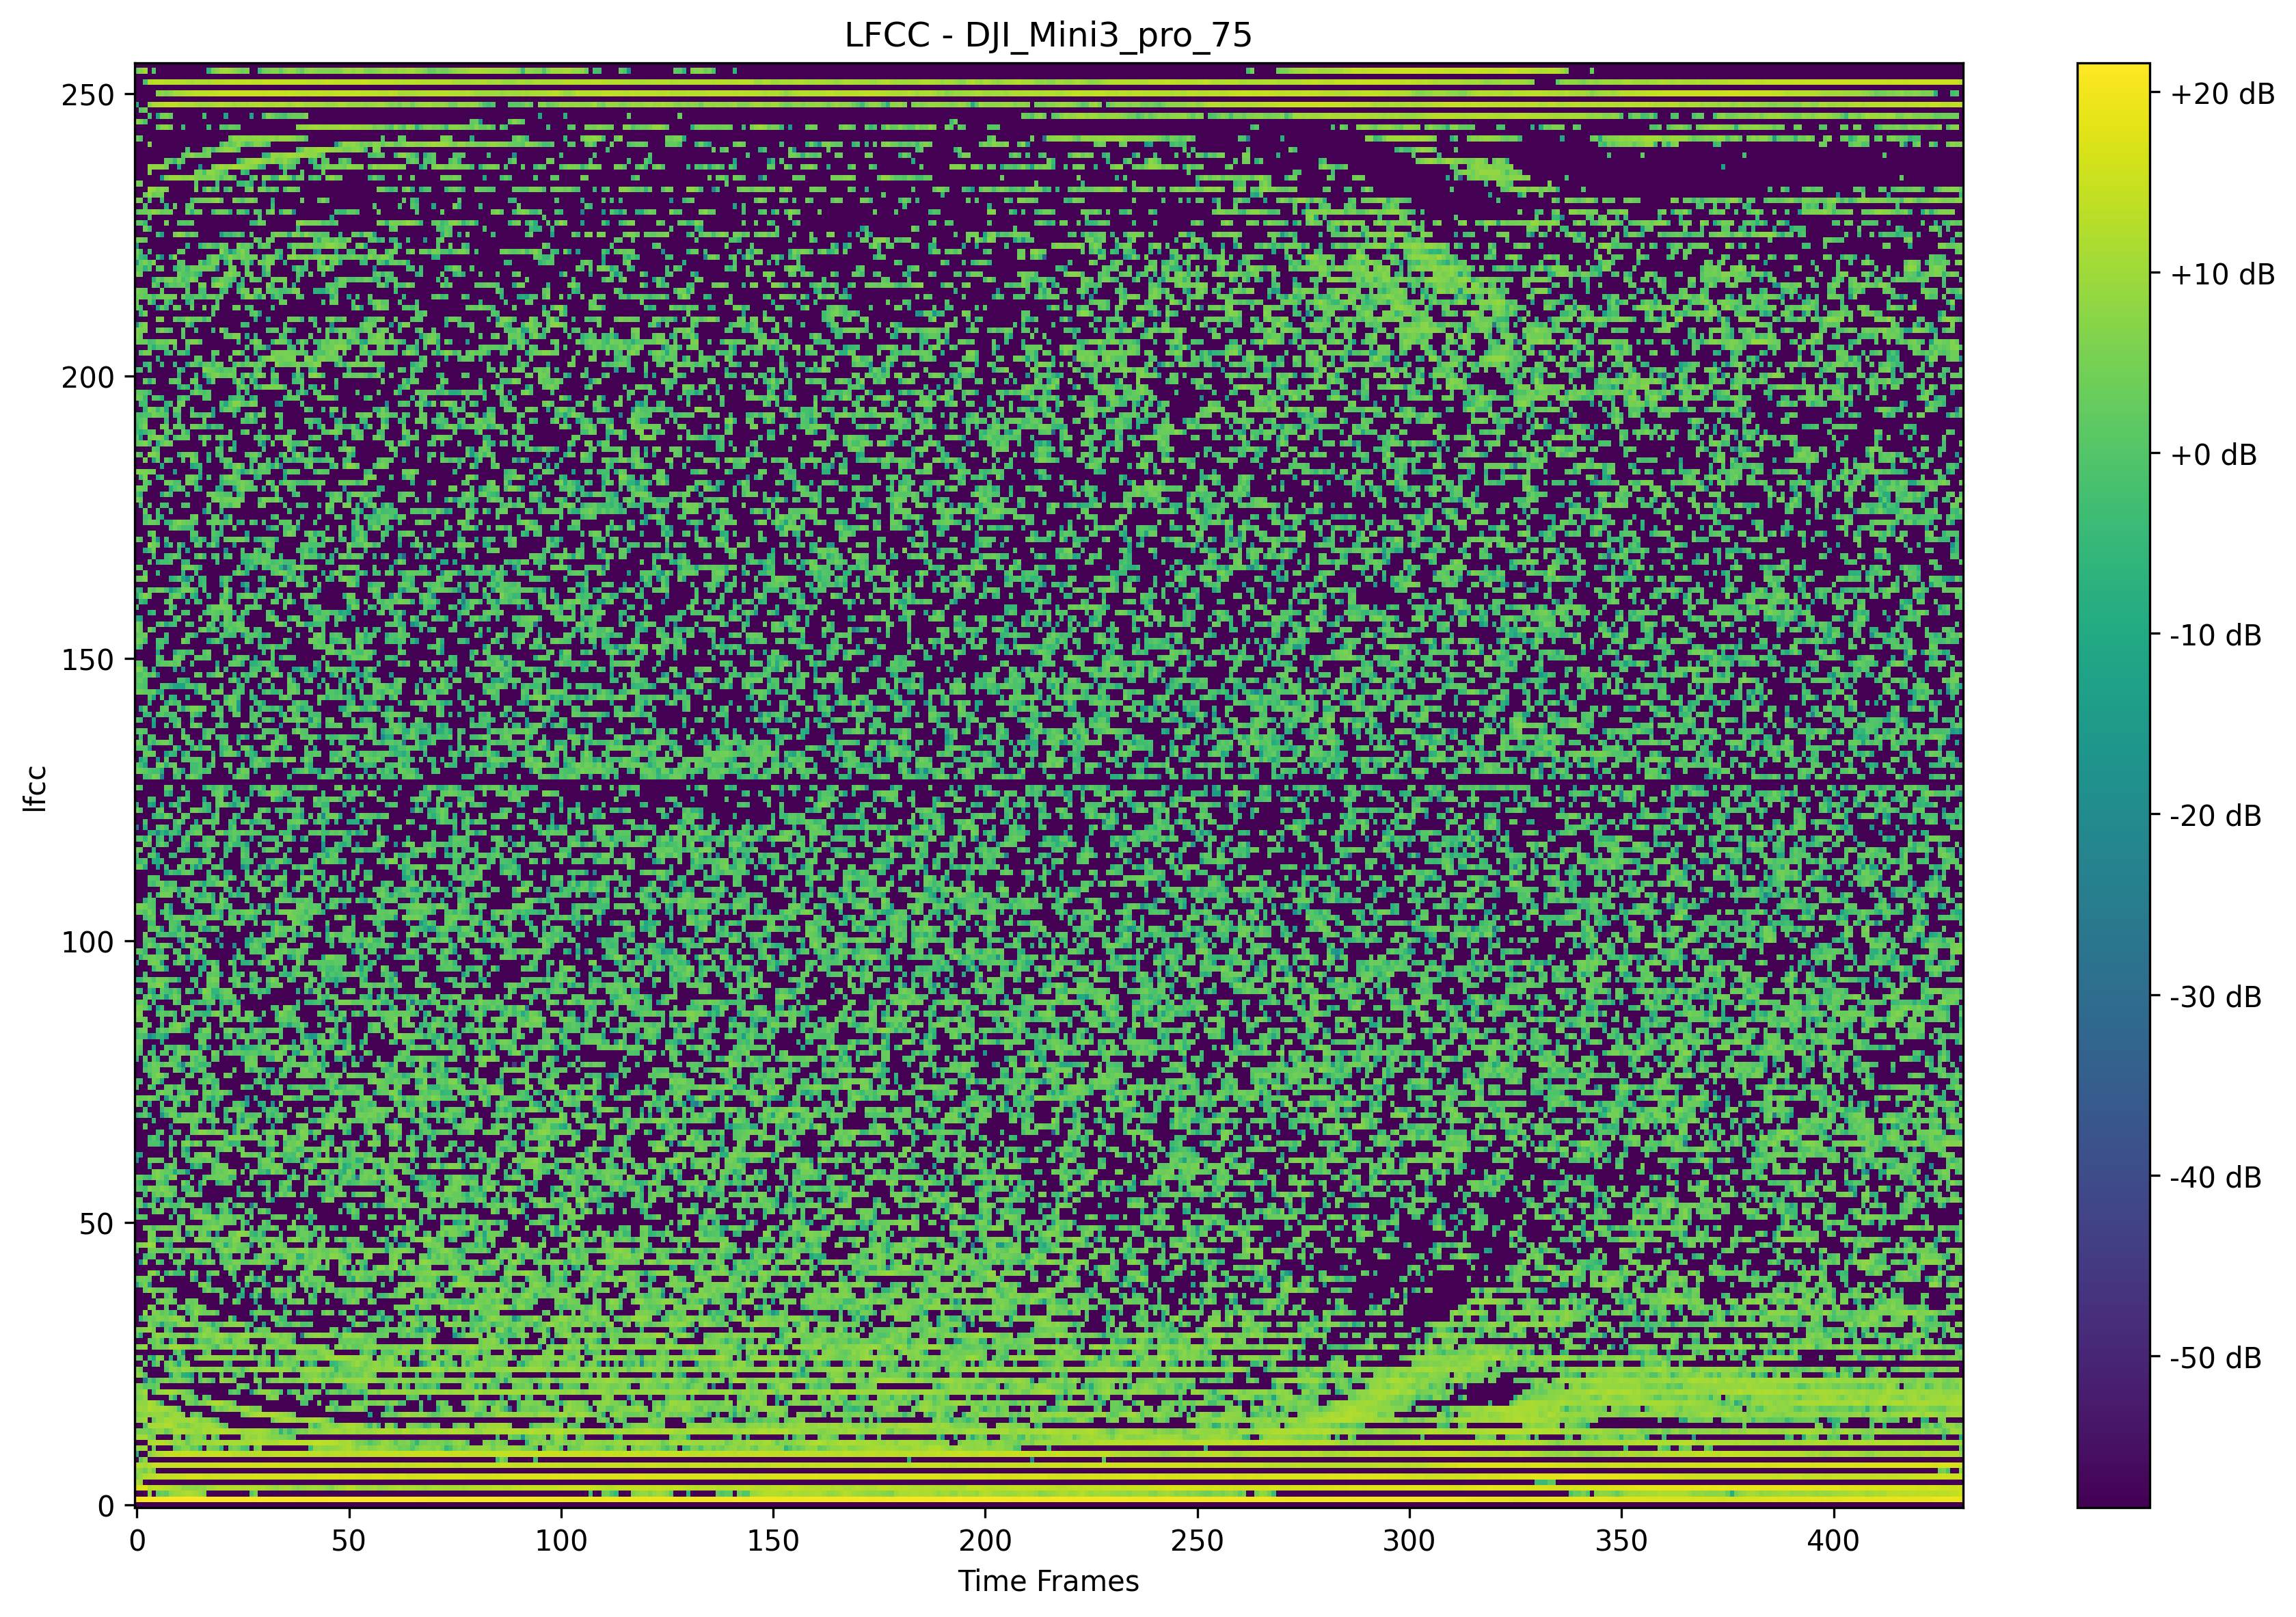 LFCC - DJI_Mini3_pro_75
250
200
150
100
50
0
lfcc
0 50 100 150 200 250 300 350 400
Time Frames
+20 dB
+10 dB
+0 dB
-10 dB
-20 dB
-30 dB
-40 dB
-50 dB